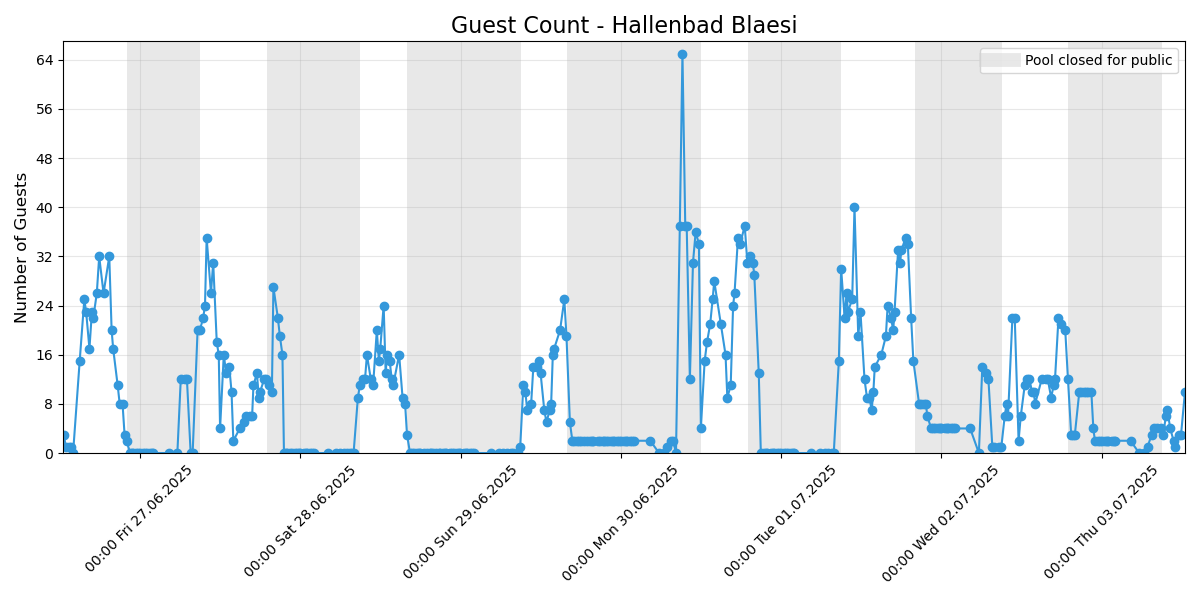 Guest Count - Hallenbad Blaesi
Pool closed for public
Number of Guests
64
56
48
40
32
24
16
8
0
00:00 Fri 27.06.2025
00:00 Sat 28.06.2025
00:00 Sun 29.06.2025
00:00 Mon 30.06.2025
00:00 Tue 01.07.2025
00:00 Wed 02.07.2025
00:00 Thu 03.07.2025